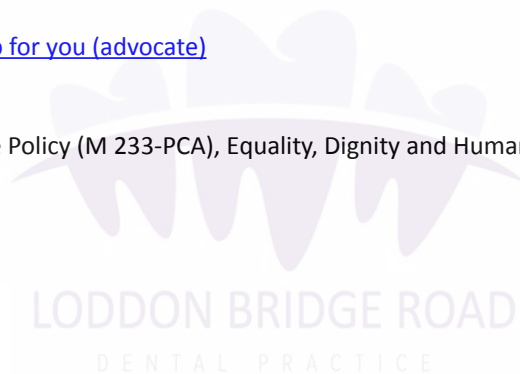 for you (advocate)
Policy (M 233-PCA), Equality, Dignity and Human
LODDON BRIDGE ROAD
DENTAL PRACTICE